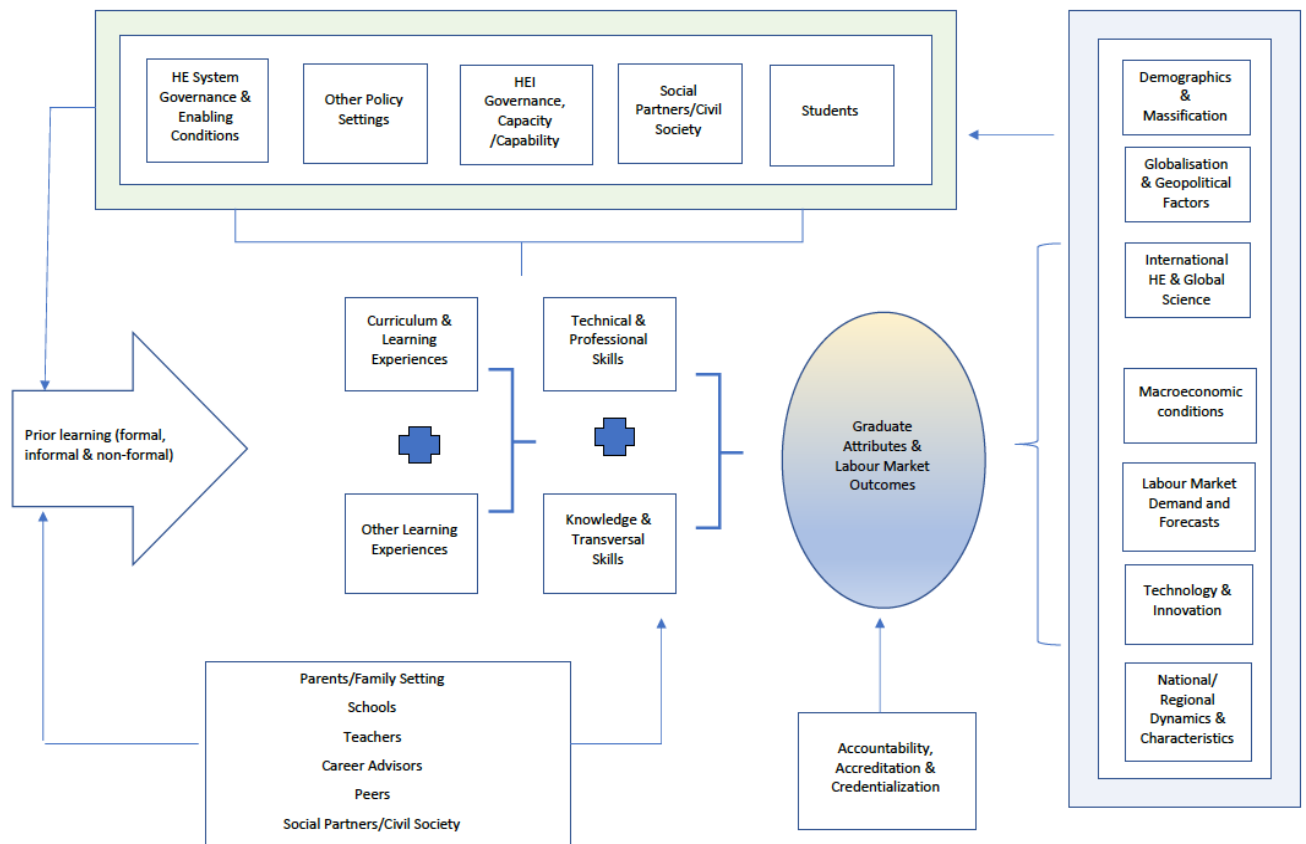 HE System
Governance &
Enabling
Conditions
Other Policy
Settings
HEI
Governance,
Capacity
/Capability
Social
Partners/Civil
Society
Students
Demographics
&
Massification
Globalisation
& Geopolitical
Factors
International
HE & Global
Science
Macroeconomic
conditions
Labour Market
Demand and
Forecasts
Technology &
Innovation
National/
Regional
Dynamics &
Characteristics
Prior learning (formal,
informal & non-formal)
Curriculum &
Learning
Experiences
Other Learning
Experiences
Technical &
Professional
Skills
Knowledge &
Transversal
Skills
Graduate
Attributes &
Labour Market
Outcomes
Parents/Family Setting
Schools
Teachers
Career Advisors
Peers
Social Partners/Civil Society
Accountability,
Accreditation &
Credentialization